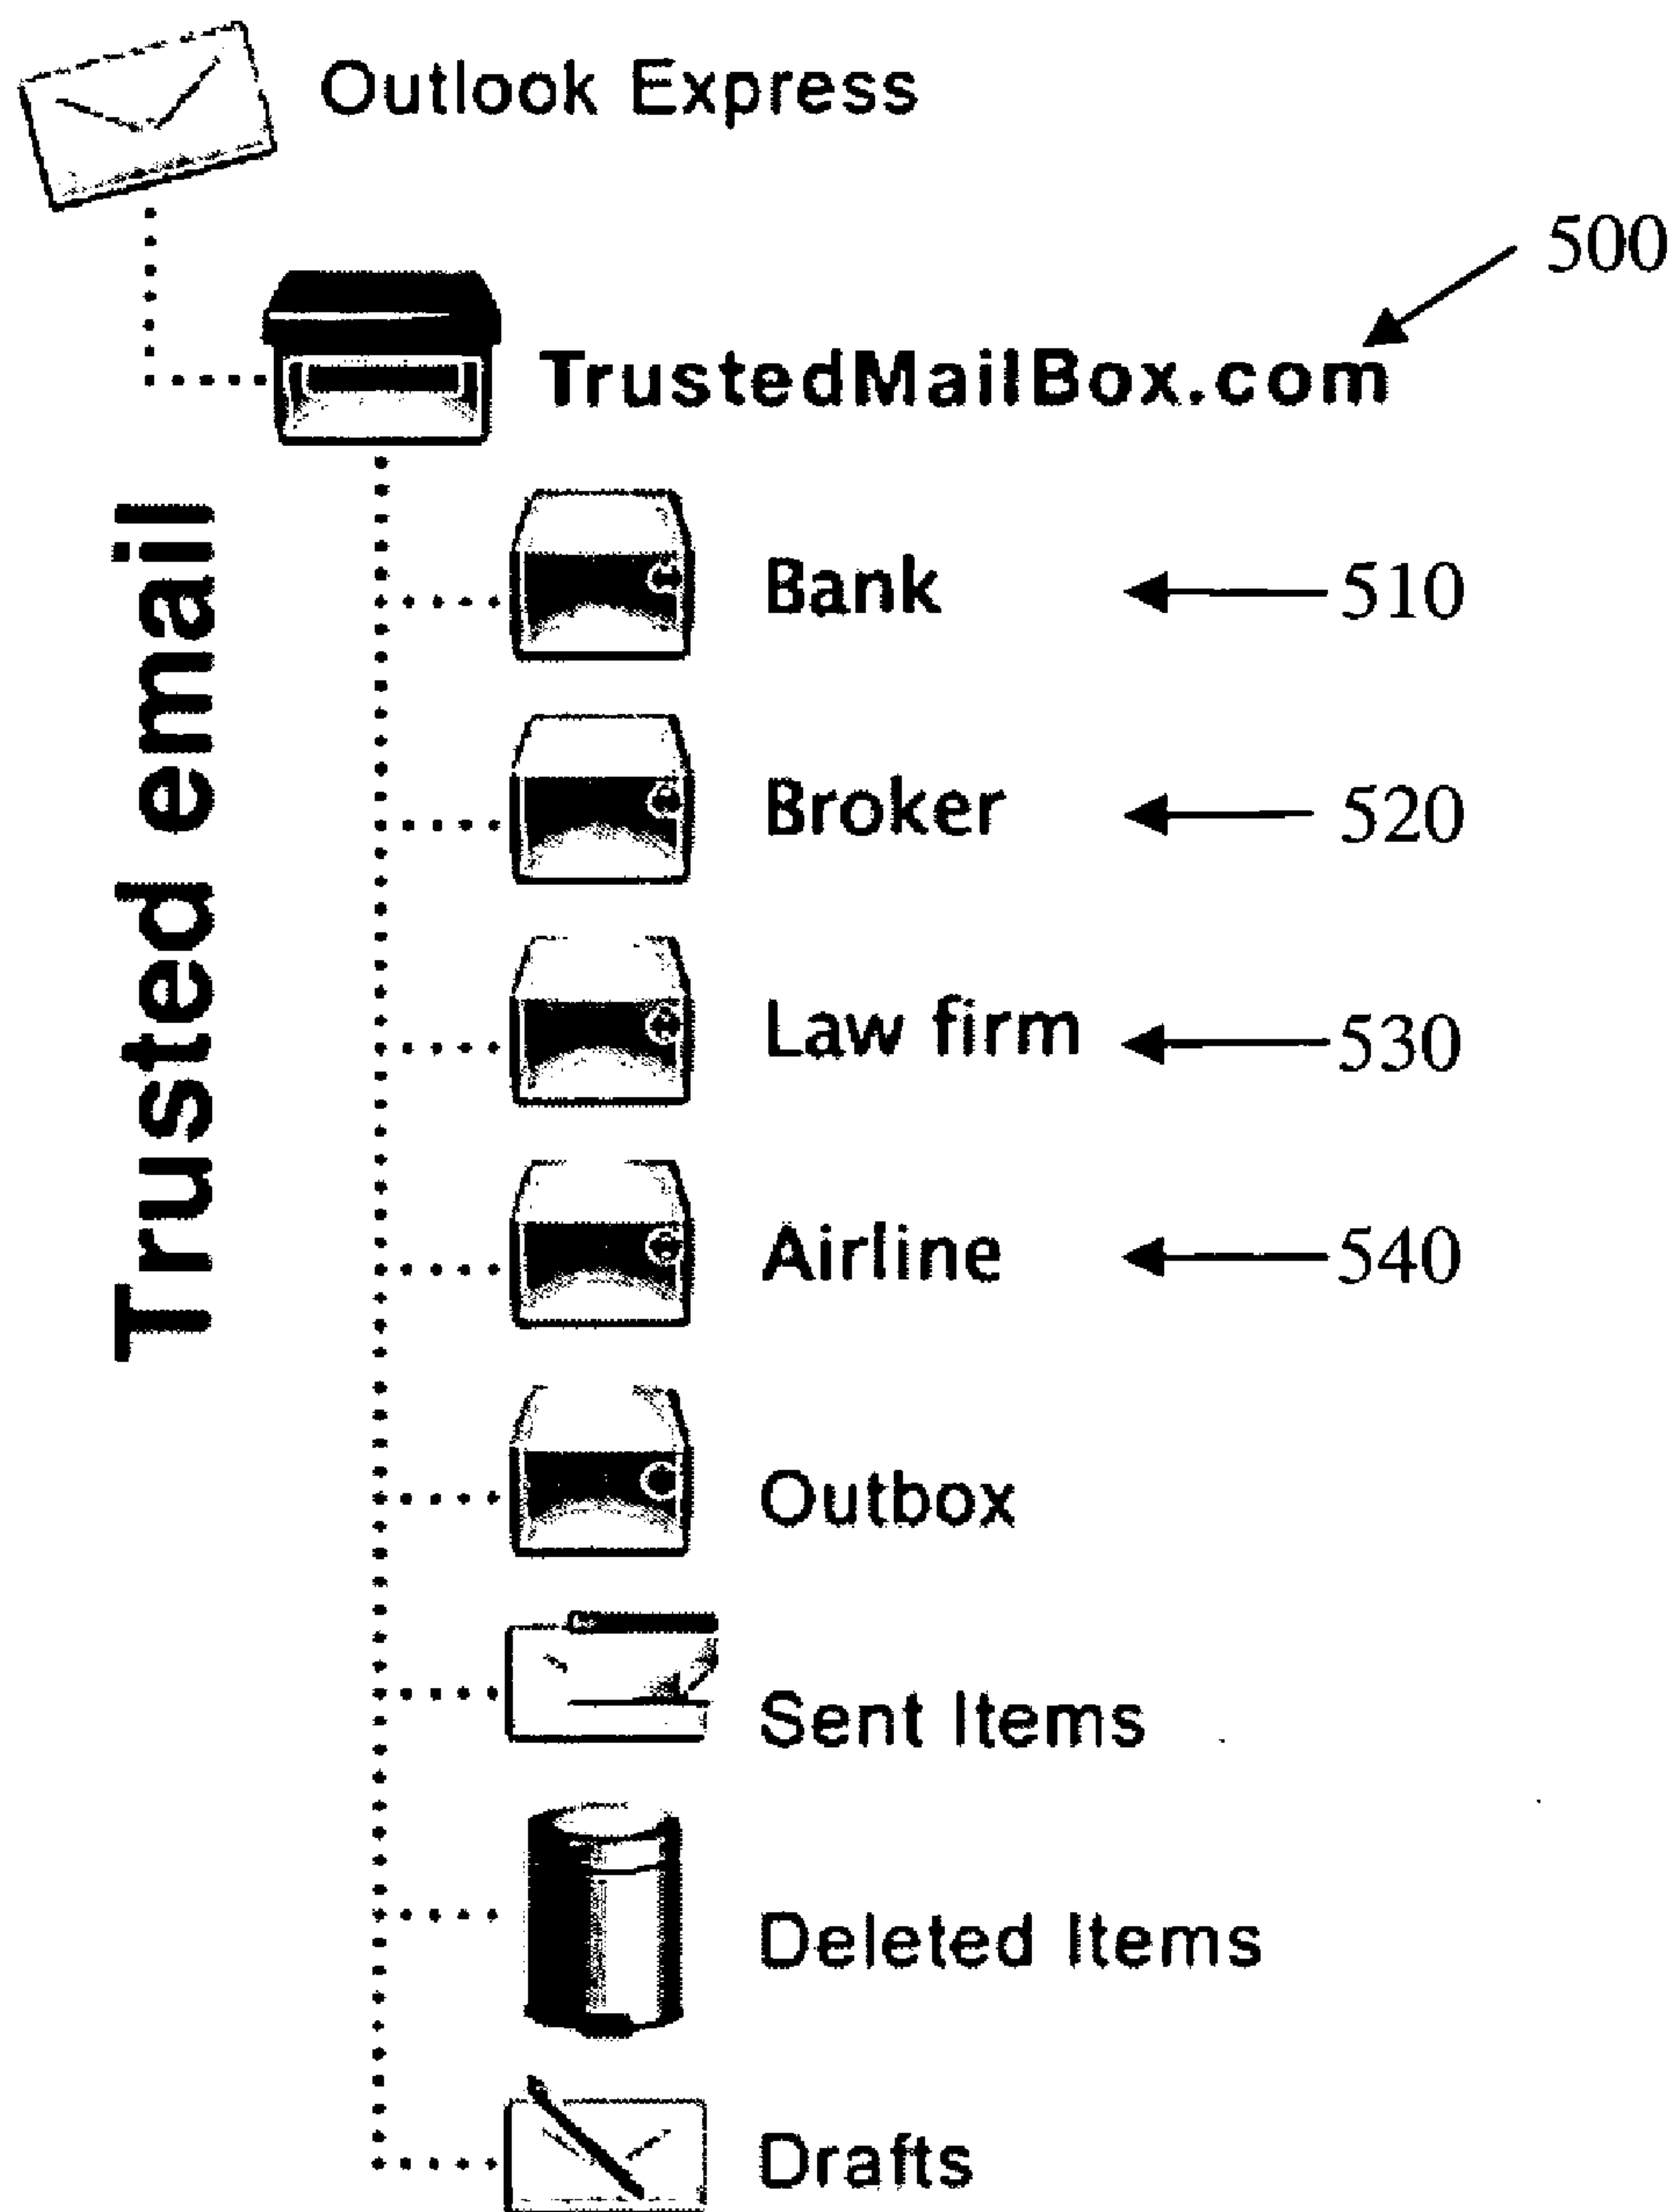 Outlook Express
500
TrustedMailBox.com
Trusted email
Bank 510
Broker 520
Law firm 530
Airline 540
Outbox
Sent Items
Deleted Items
Drafts